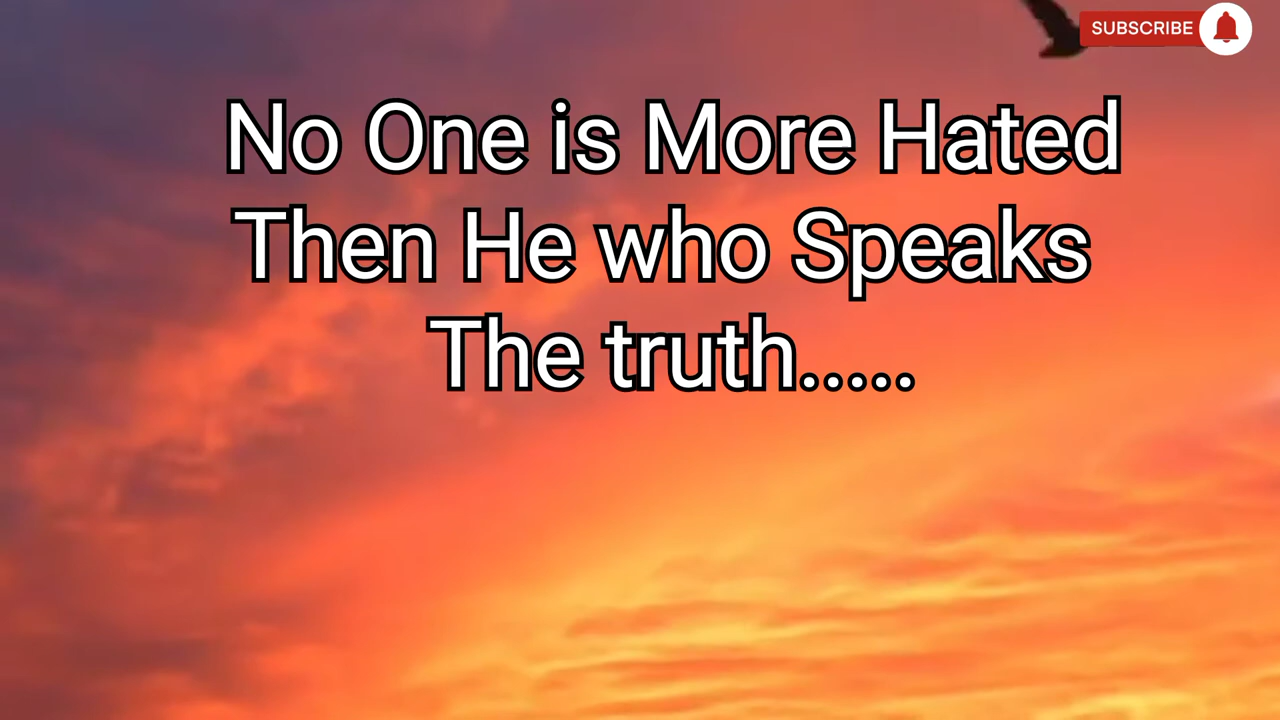 SUBSCRIBE
No One is More Hated
Then He who Speaks
The truth.....